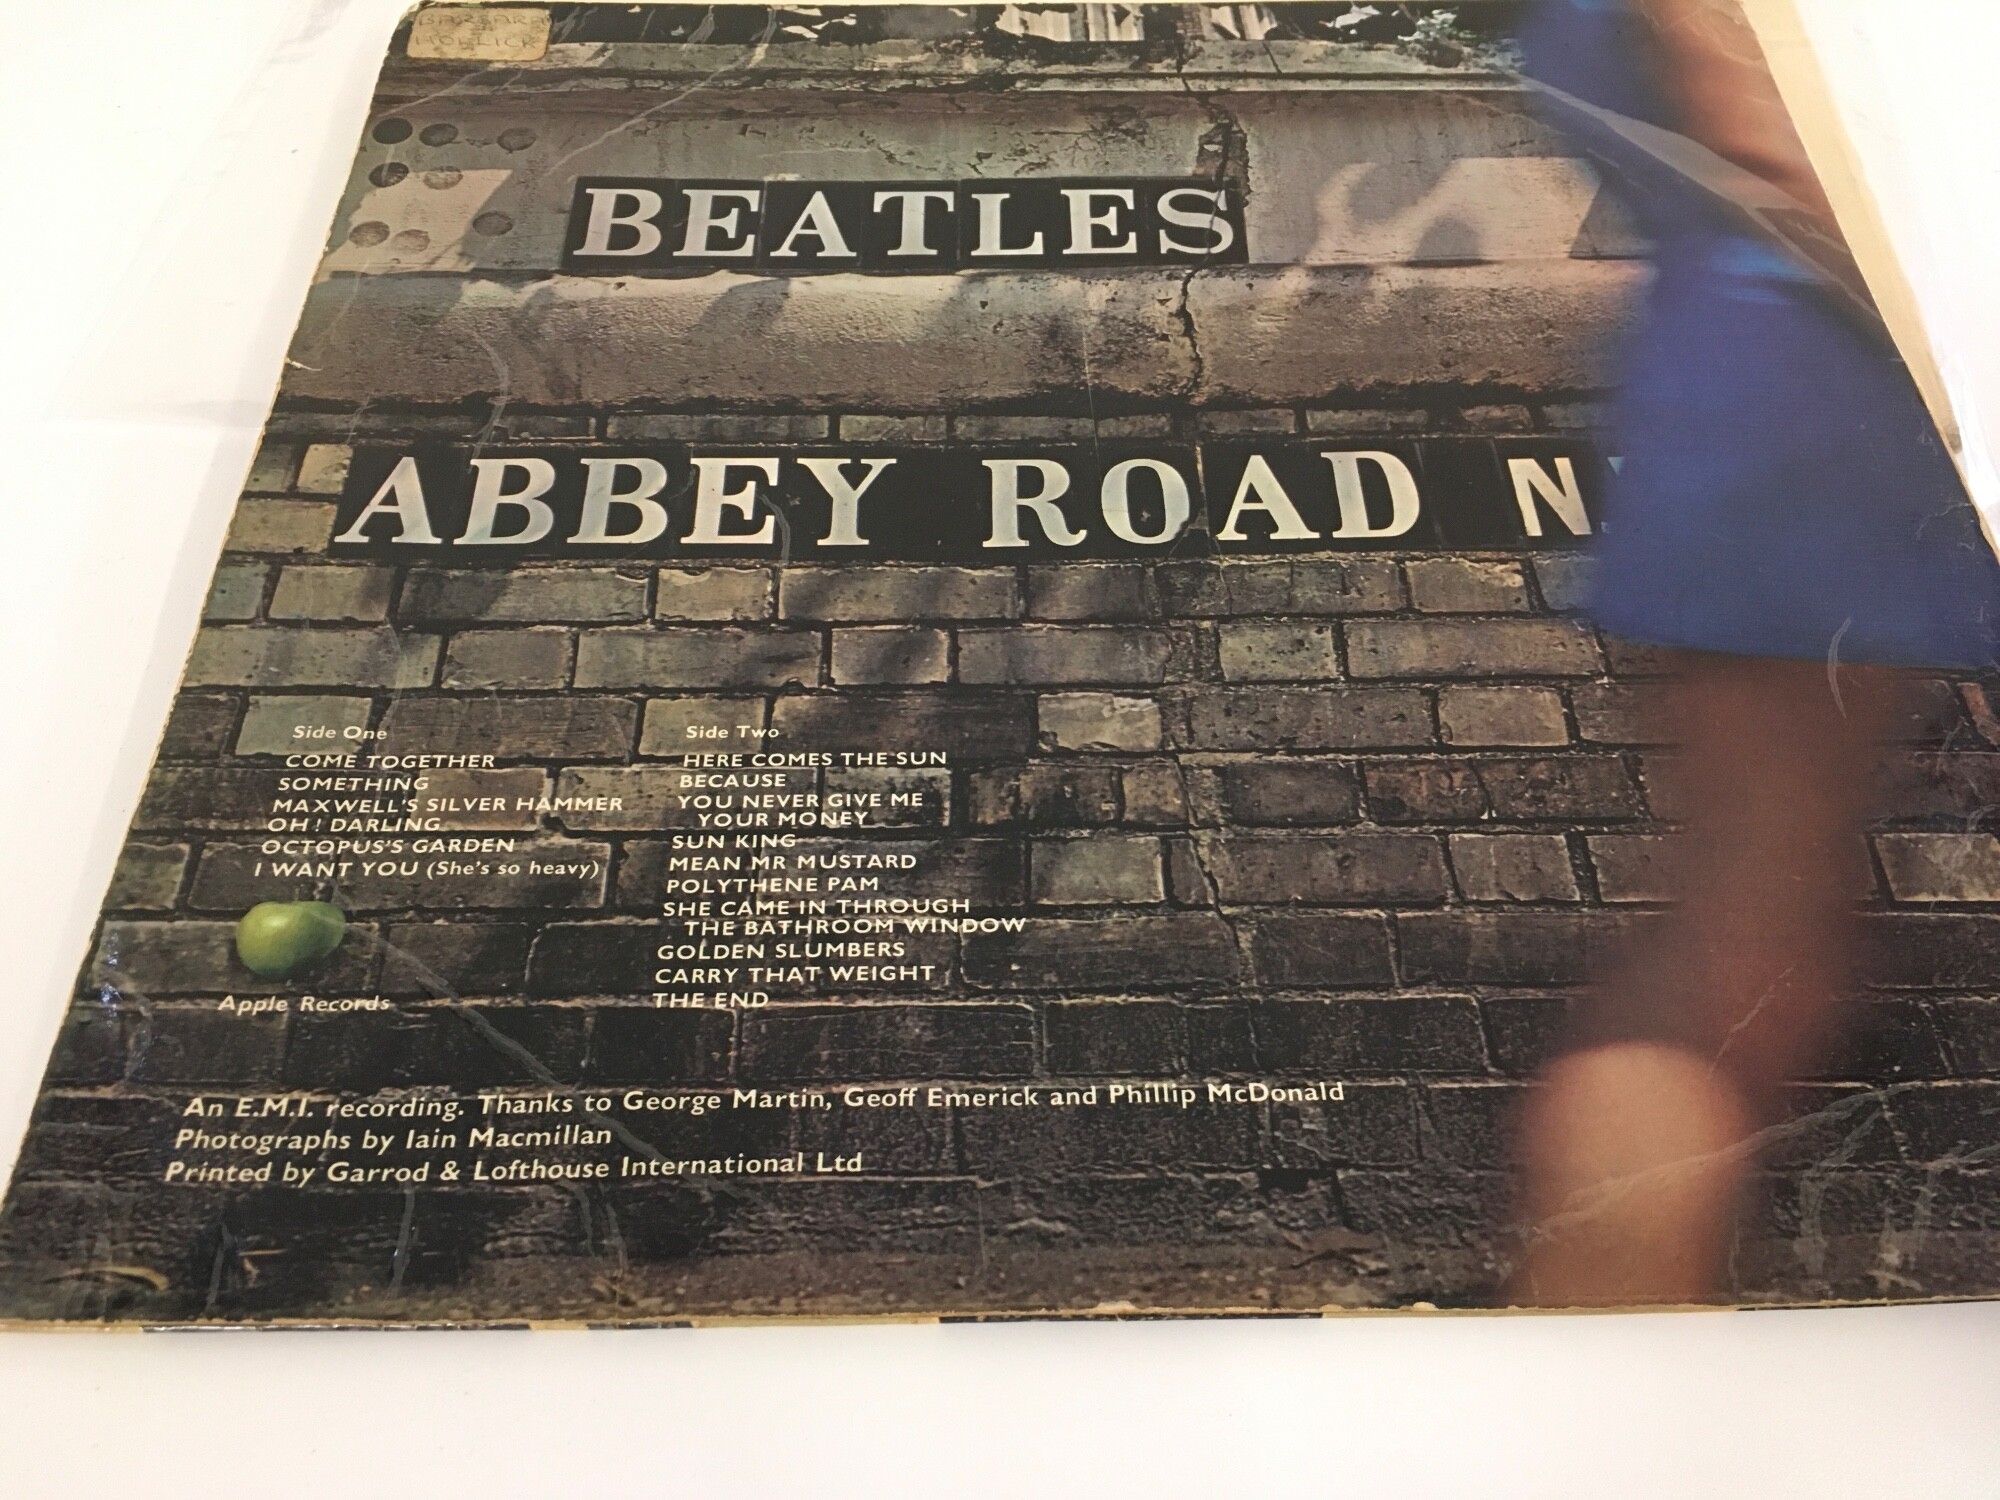 BARBARA
HOLLICK
BEATLES
ABBEY ROAD N
Side One
COME TOGETHER
SOMETHING
MAXWELL'S SILVER HAMMER
OH! DARLING
OCTOPUS'S GARDEN
I WANT YOU (She's so heavy)
Apple Records
Side Two
HERE COMES THE SUN
BECAUSE
YOU NEVER GIVE ME
YOUR MONEY
SUN KING
MEAN MR MUSTARD
POLYTHENE PAM
SHE CAME IN THROUGH
THE BATHROOM WINDOW
GOLDEN SLUMBERS
CARRY THAT WEIGHT
THE END
An E.M.I. recording. Thanks to George Martin, Geoff Emerick and Phillip McDonald
Photographs by Iain Macmillan
Printed by Garrod & Lofthouse International Ltd